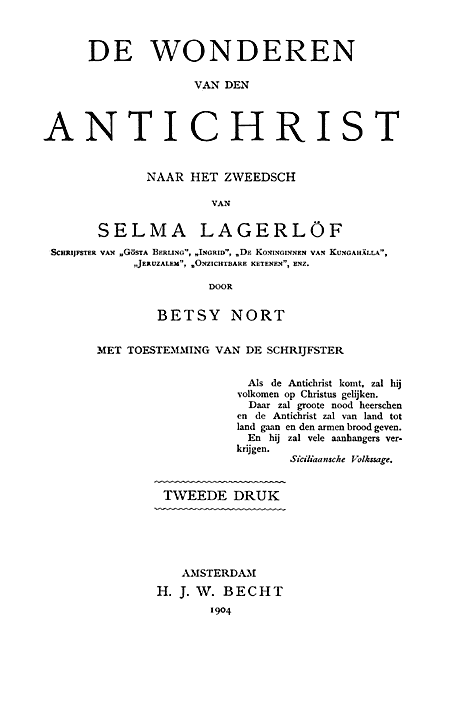 DE WONDEREN
VAN DEN
ANTICHRIST
NAAR HET ZWEEDSCH
VAN
SELMA LAGERLÖF
SCHRIJFSTER VAN „GÖSTA BERLING”, „INGRID”, „DE KONINGINNEN VAN KUNGAHÄLLA”,
„JERUZALEM”, „ONZICHTBARE KETENEN”, ENZ.
DOOR
BETSY NORT
MET TOESTEMMING VAN DE SCHRIJFSTER
Als de Antichrist komt, zal hij
volkomen op Christus gelijken.
Daar zal groote nood heerschen
en de Antichrist zal van land tot
land gaan en den armen brood geven.
En hij zal vele aanhangers ver-
krijgen.
Siciliaansche Volkssage.
TWEEDE DRUK
AMSTERDAM
H. J. W. BECHT
1904